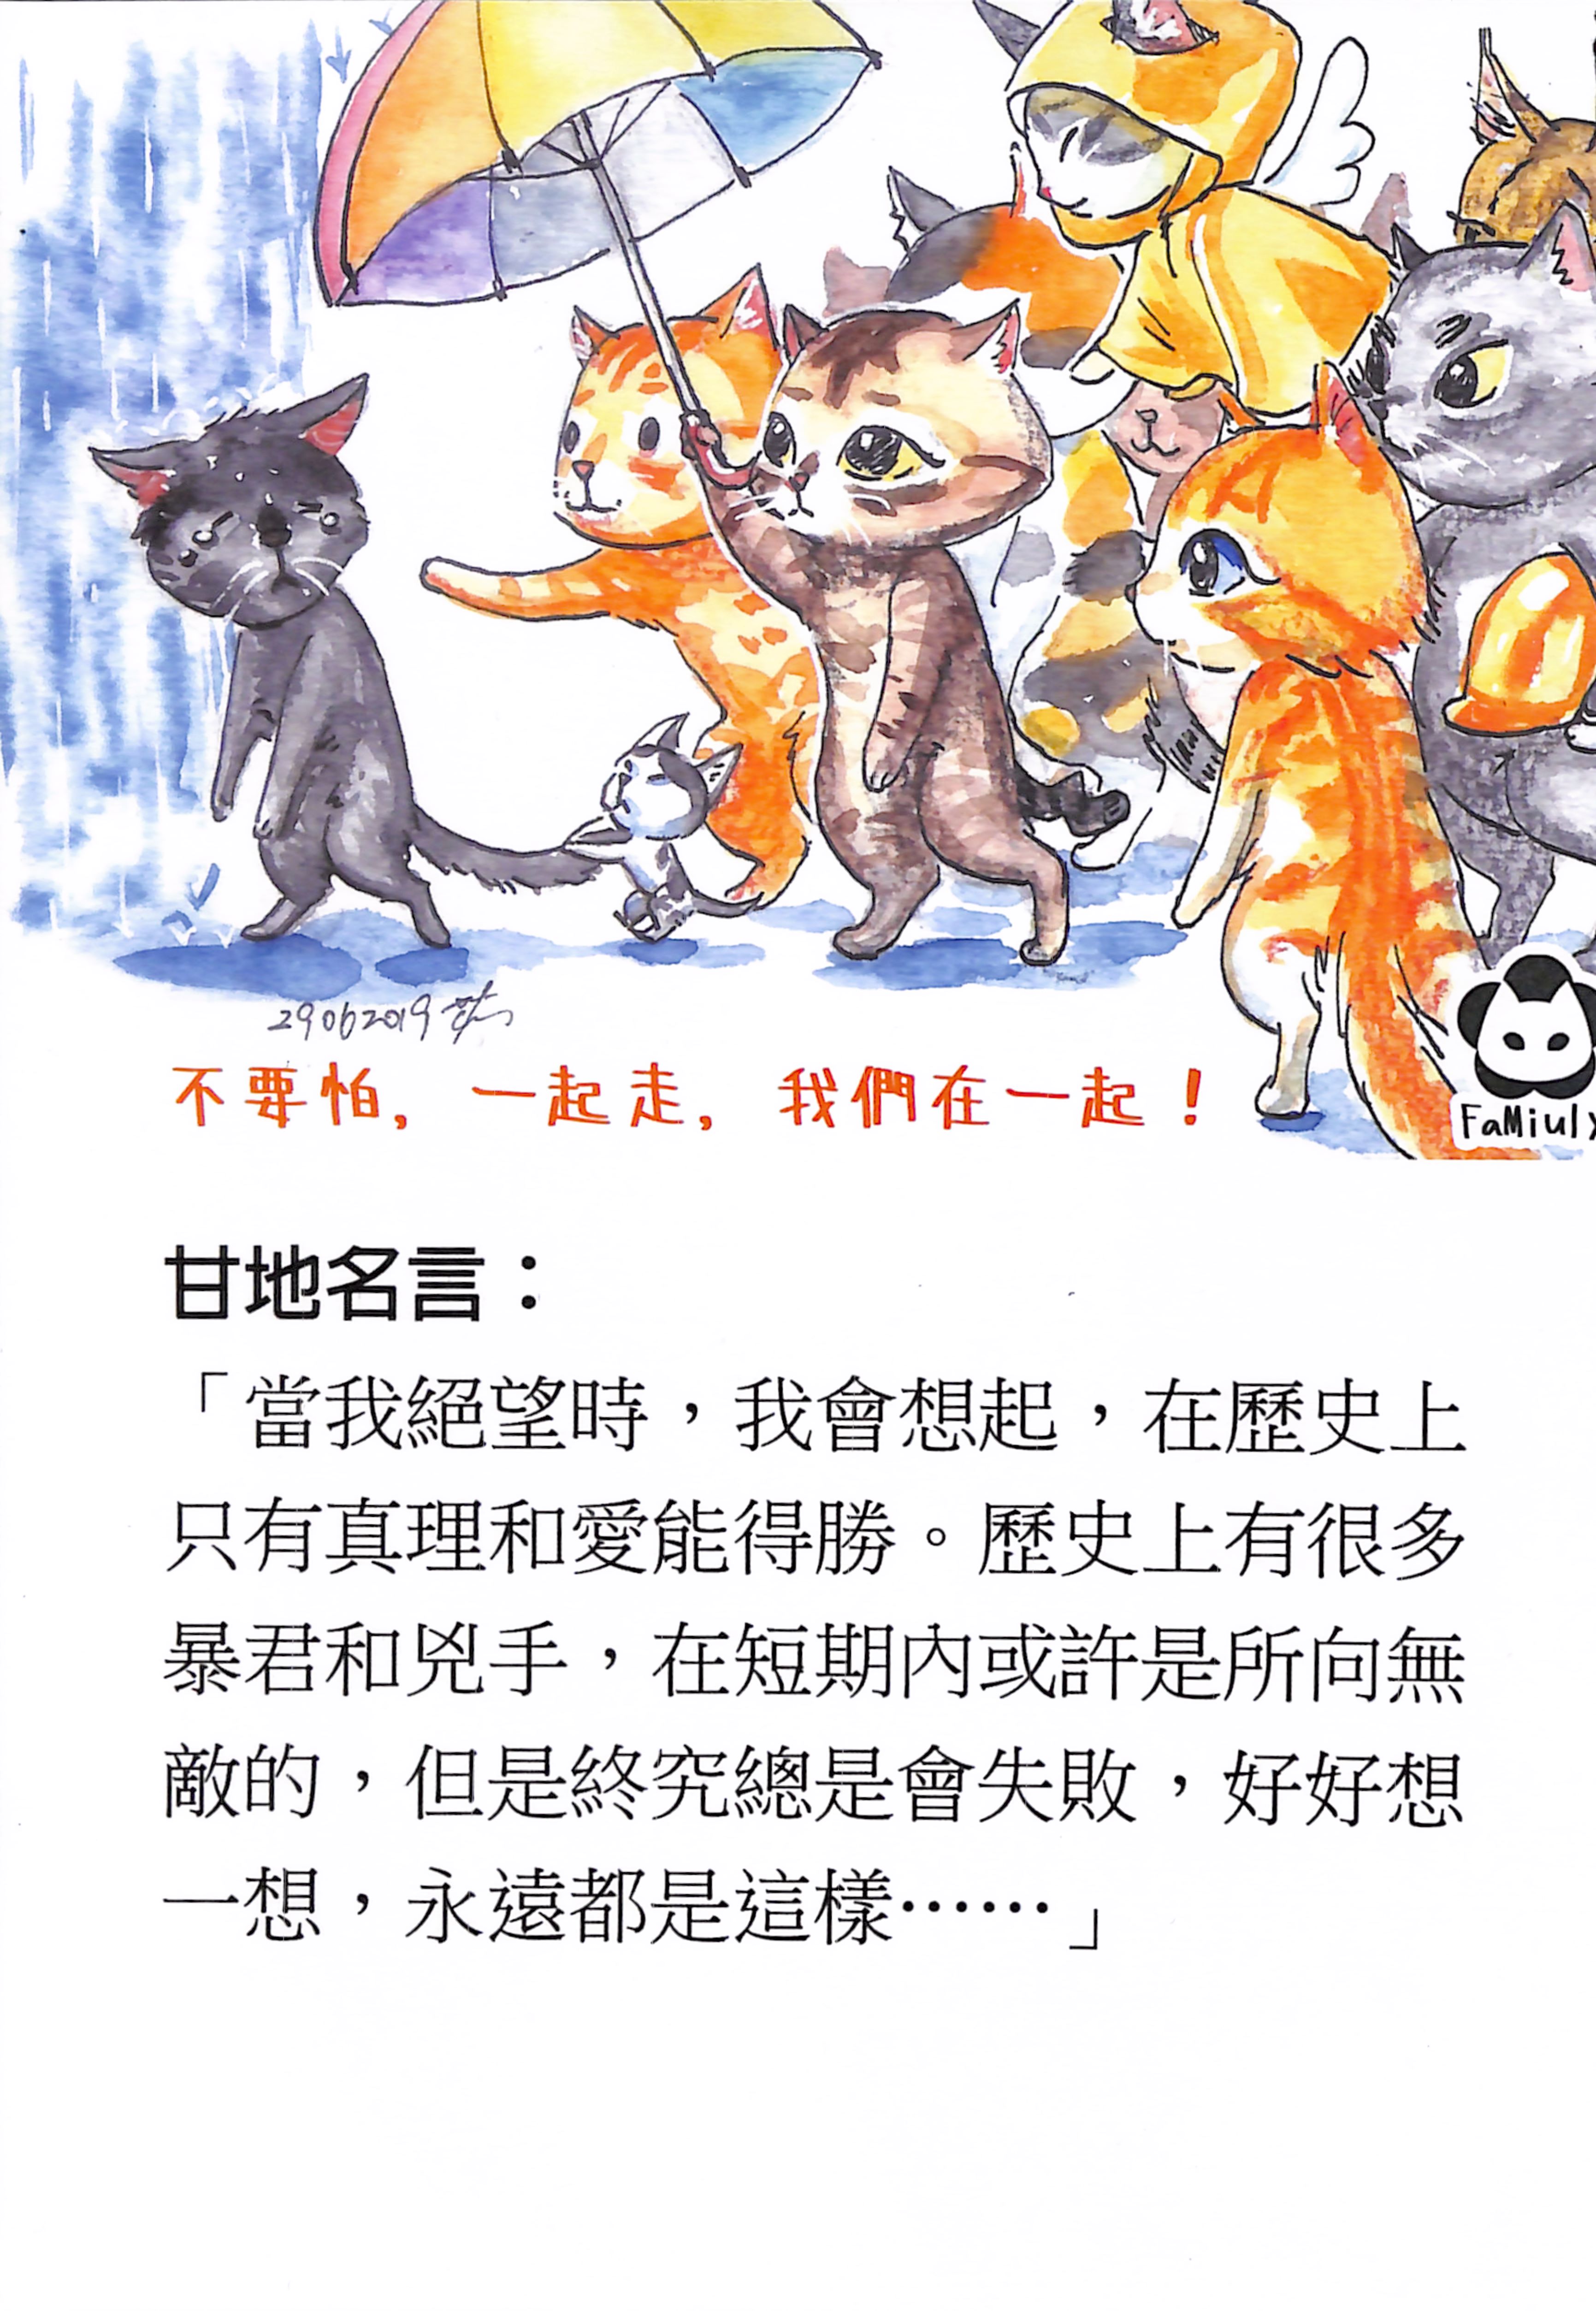 29062019
不要怕，一起走，我們在一起！
FaMiuly
甘地名言：
「當我絕望時，我會想起，在歷史上
只有真理和愛能得勝。歷史上有很多
暴君和兇手，在短期內或許是所向無
敵的，但是終究總是會失敗，好好想
一想，永遠都是這樣⋯⋯」